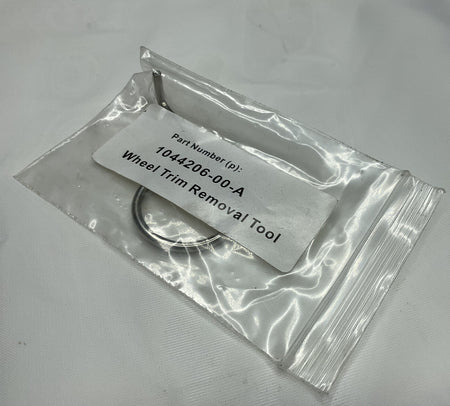 Part Number (p):
1044206-00-A
Wheel Trim Removal Tool